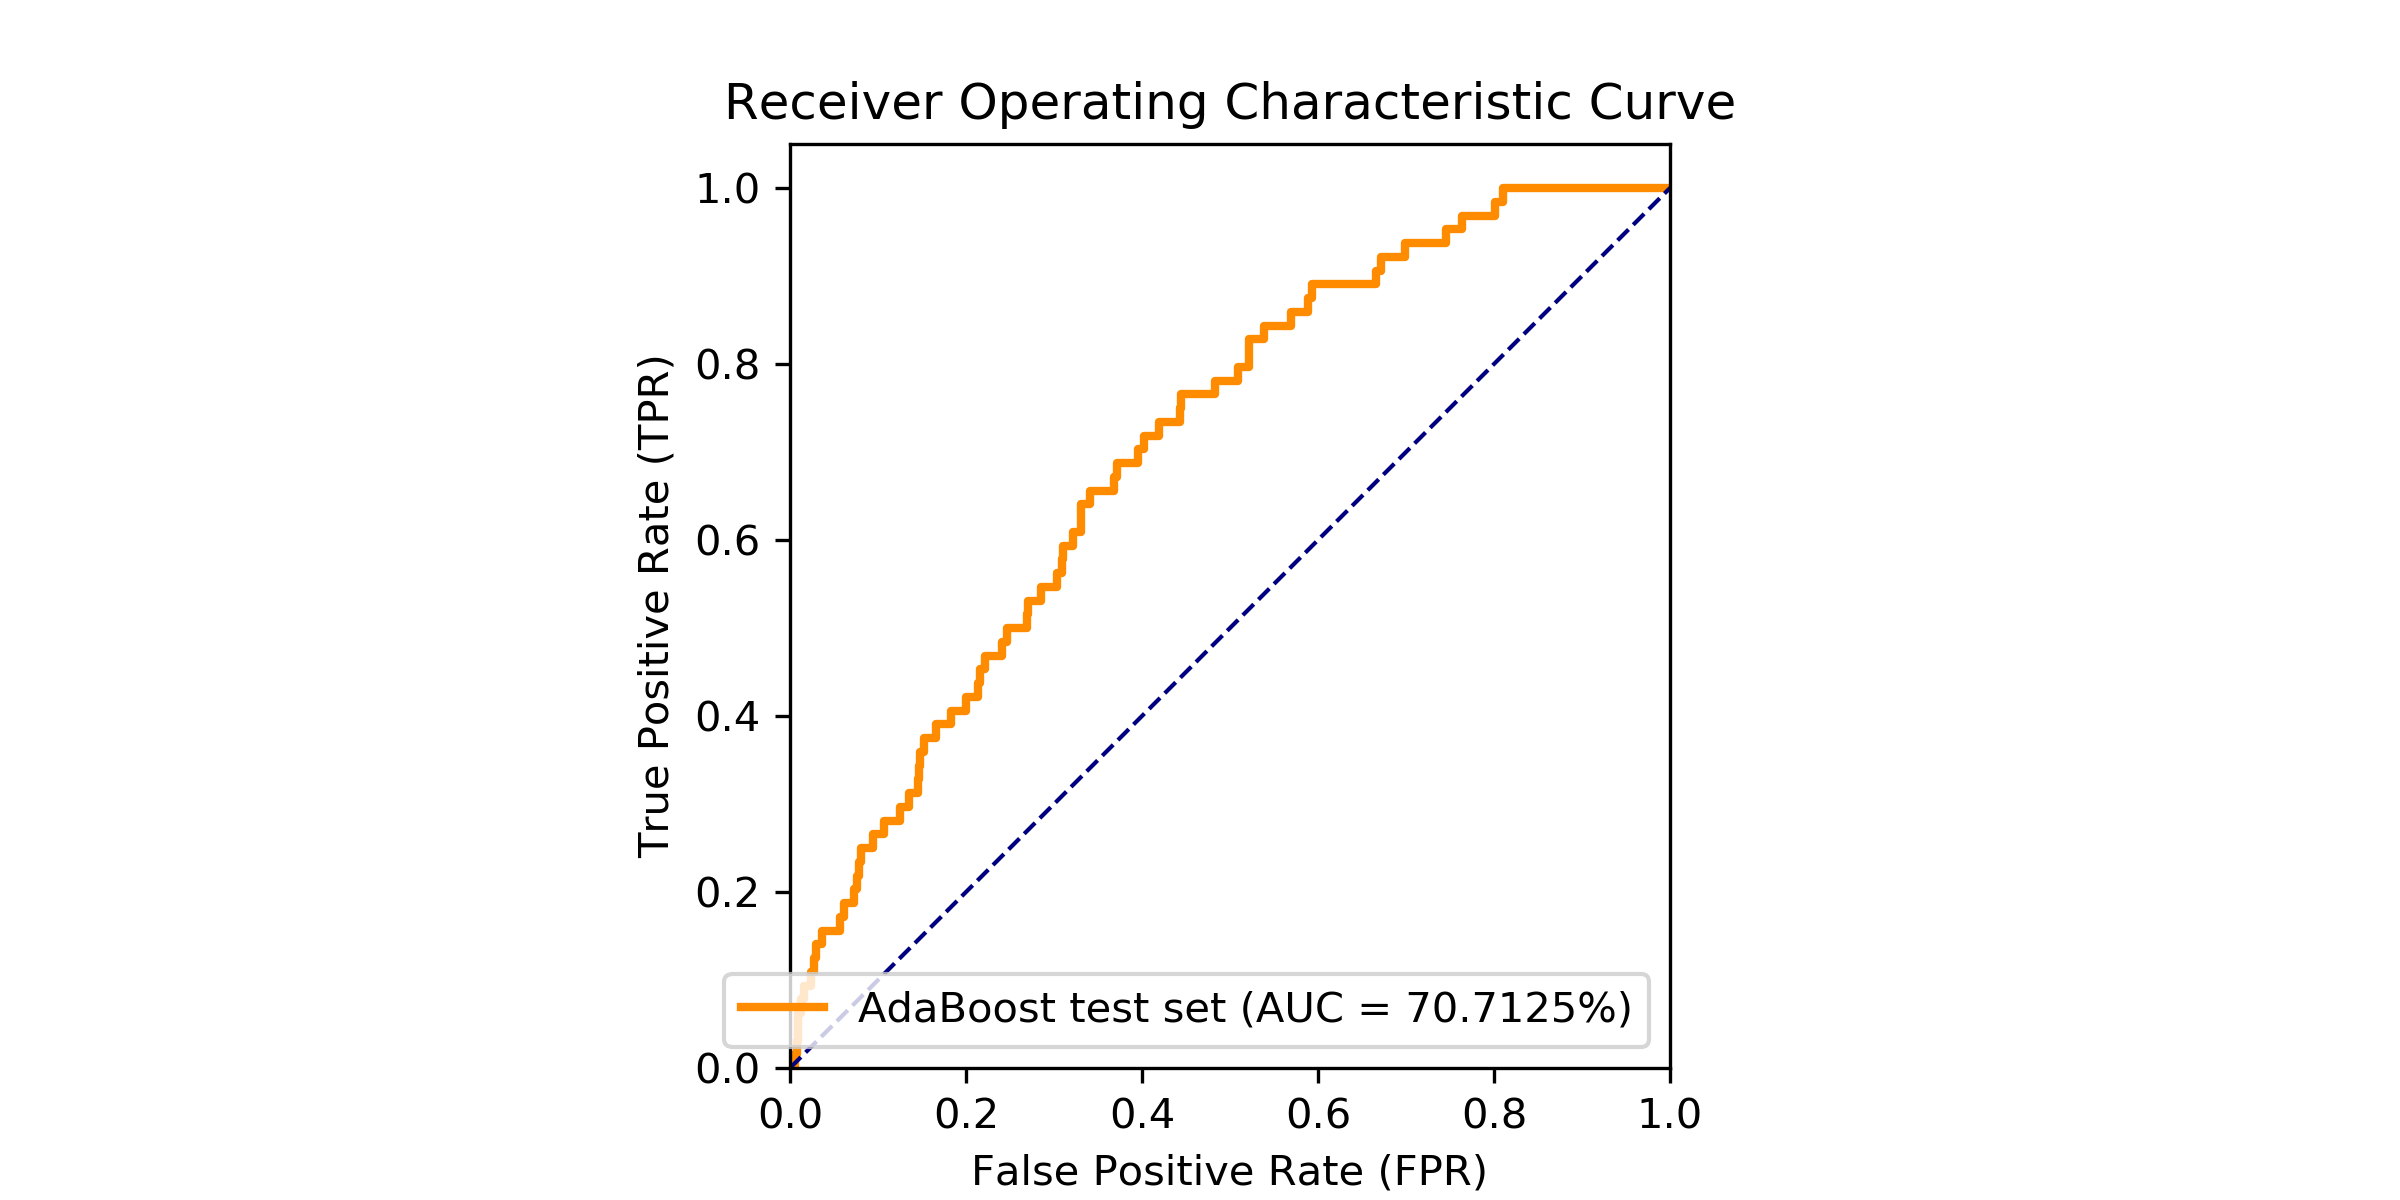 Receiver Operating Characteristic Curve
1.0
0.8
0.6
0.4
0.2
0.0
True Positive Rate (TPR)
AdaBoost test set (AUC = 70.7125%)
0.0 0.2 0.4 0.6 0.8 1.0
False Positive Rate (FPR)